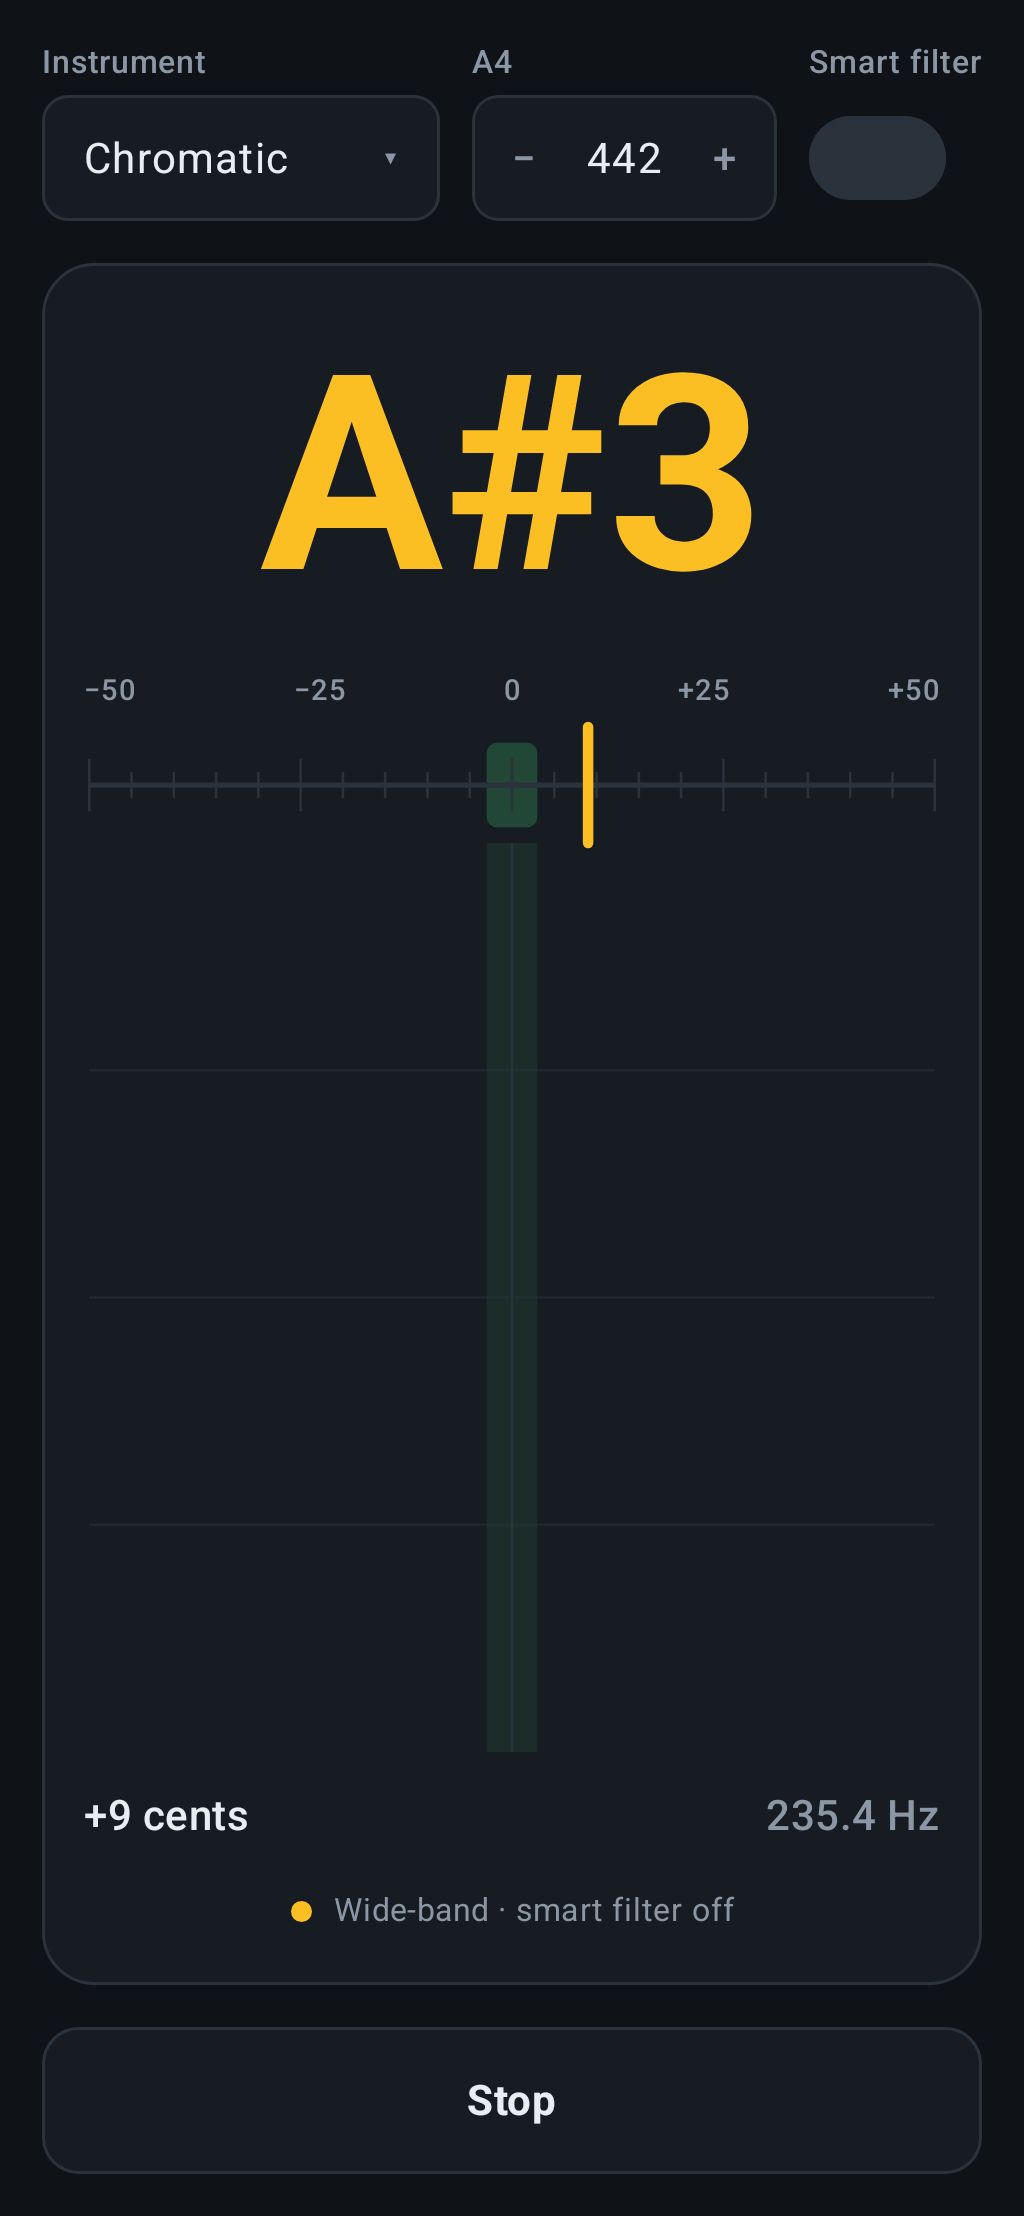 Instrument A4 Smart filter
Chromatic ▾ − 442 +
A#3
−50 −25 0 +25 +50
+9 cents 235.4 Hz
Wide-band · smart filter off
Stop